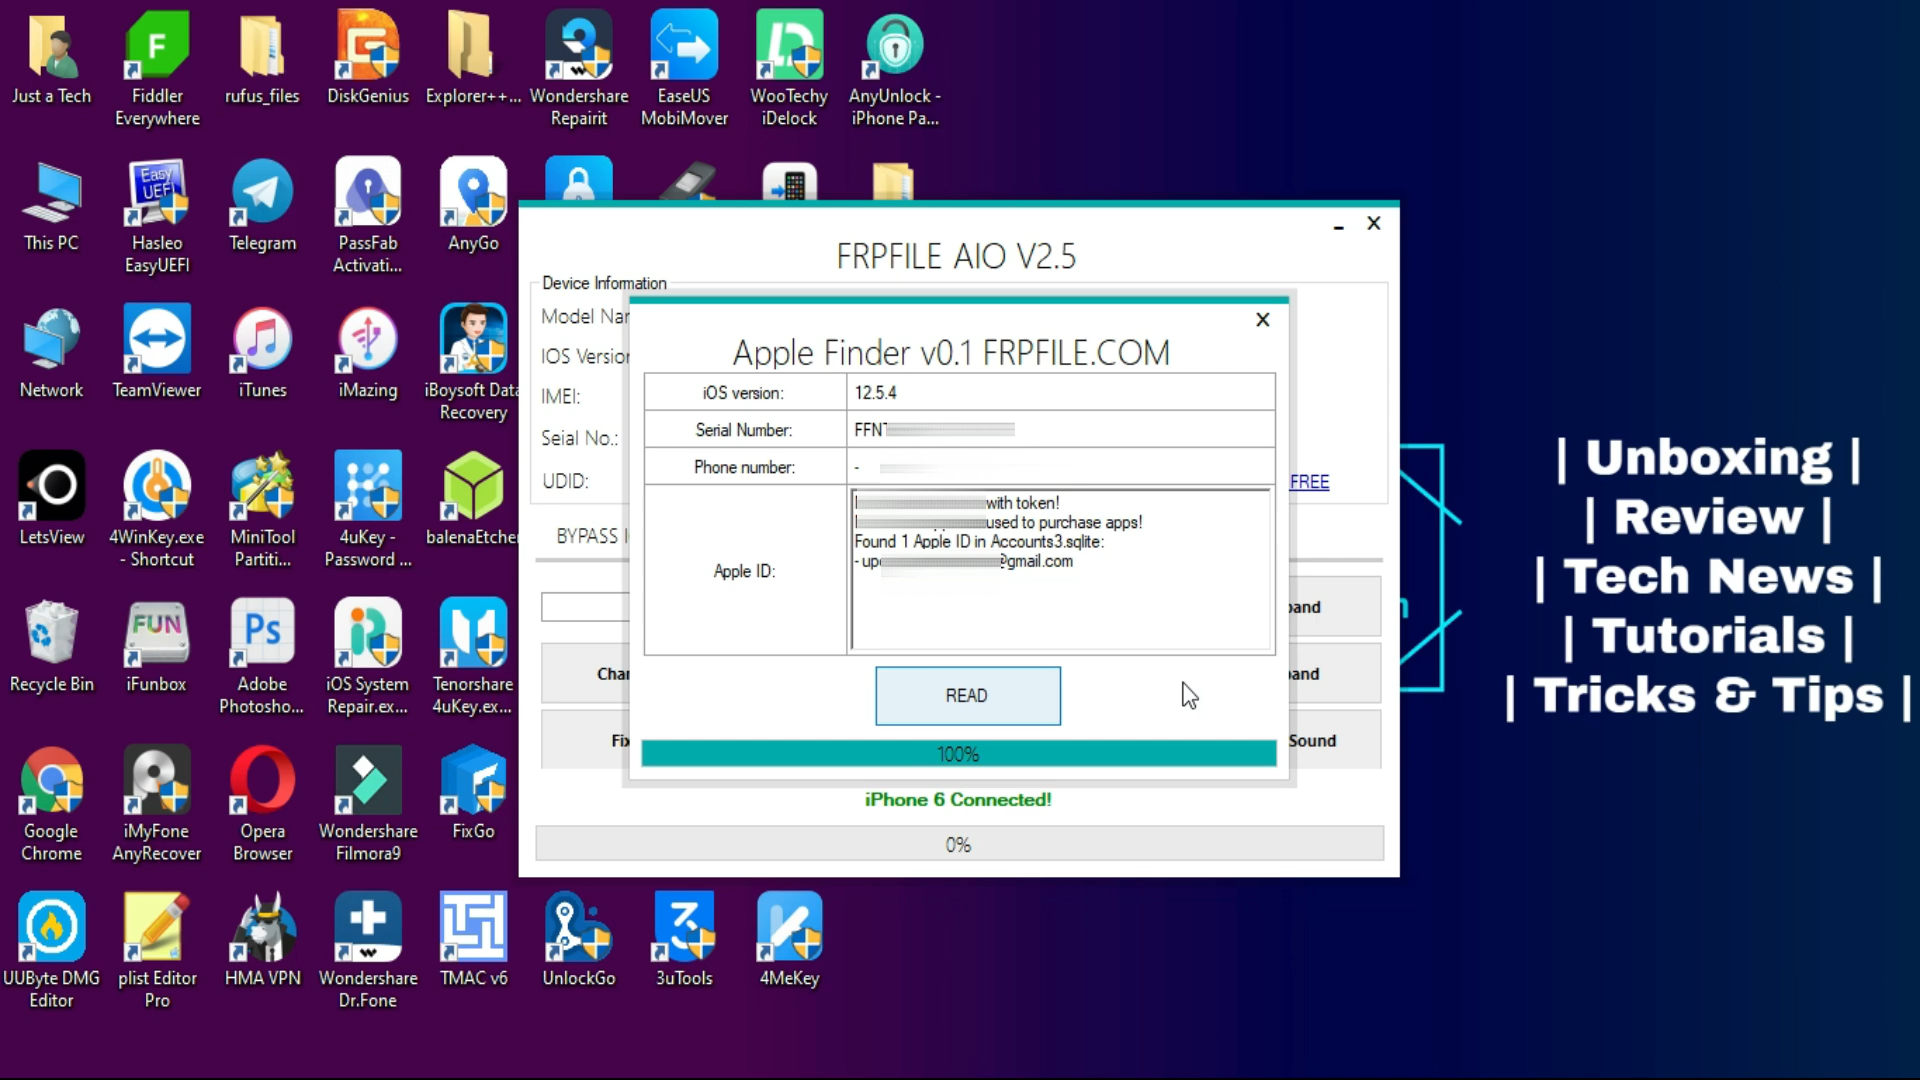 Just a Tech
Fiddler Everywhere
rufus_files
DiskGenius
Explorer++...
Wondershare Repairit
EaseUS MobiMover
WooTechy iDelock
AnyUnlock - iPhone Pa...
This PC
Hasleo EasyUEFI
Telegram
PassFab Activati...
AnyGo
Network
TeamViewer
iTunes
iMazing
iBoysoft Data Recovery
LetsView
4WinKey.exe - Shortcut
MiniTool Partiti...
4uKey - Password ...
balenaEtcher
Recycle Bin
iFunbox
Adobe Photosho...
iOS System Repair.ex...
Tenorshare 4uKey.ex...
Google Chrome
iMyFone AnyRecover
Opera Browser
Wondershare Filmora9
FixGo
UUByte DMG Editor
plist Editor Pro
HMA VPN
Wondershare Dr.Fone
TMAC v6
UnlockGo
3uTools
4MeKey
FRPFILE AIO V2.5
Device Information
Model Nar
IOS Version
IMEI:
Seial No.:
UDID:
FREE
BYPASS
Apple Finder v0.1 FRPFILE.COM
iOS version: 12.5.4
Serial Number: FFN
Phone number: -
Apple ID:
with token!
used to purchase apps!
Found 1 Apple ID in Accounts3.sqlite:
- up @gmail.com
READ
100%
Sound
iPhone 6 Connected!
0%
| Unboxing |
| Review |
| Tech News |
| Tutorials |
| Tricks & Tips |